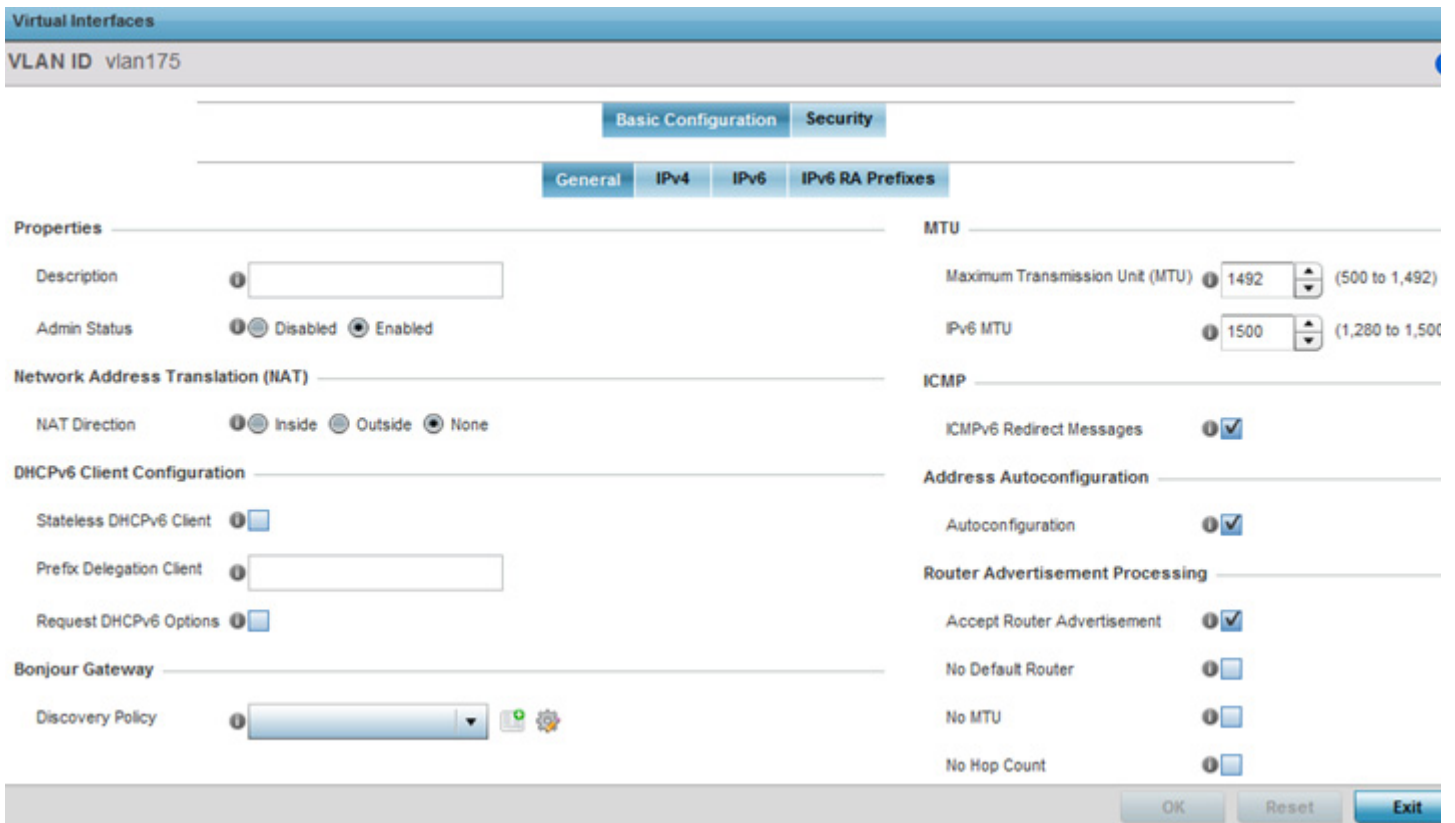 Virtual Interfaces
VLAN ID vlan175
Basic Configuration Security
General IPv4 IPv6 IPv6 RA Prefixes
Properties
Description
Admin Status Disabled Enabled
Network Address Translation (NAT)
NAT Direction Inside Outside None
DHCPv6 Client Configuration
Stateless DHCPv6 Client
Prefix Delegation Client
Request DHCPv6 Options
Bonjour Gateway
Discovery Policy
MTU
Maximum Transmission Unit (MTU) 1492 (500 to 1,492)
IPv6 MTU 1500 (1,280 to 1,500
ICMP
ICMPv6 Redirect Messages
Address Autoconfiguration
Autoconfiguration
Router Advertisement Processing
Accept Router Advertisement
No Default Router
No MTU
No Hop Count
OK Reset Exit